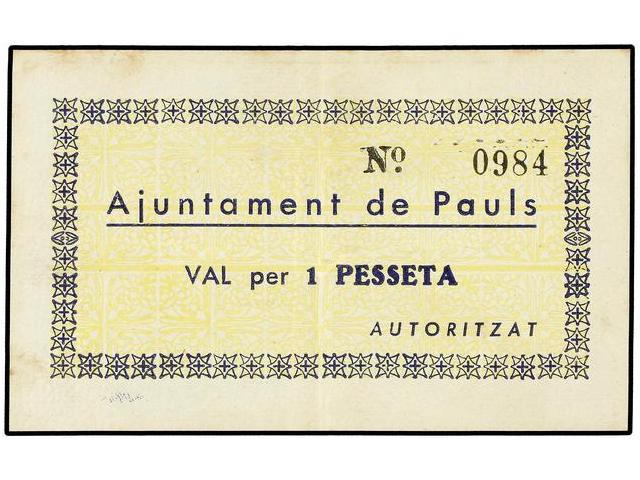 Nº 0984
Ajuntament de Pauls
VAL per 1 PESSETA
AUTORITZAT